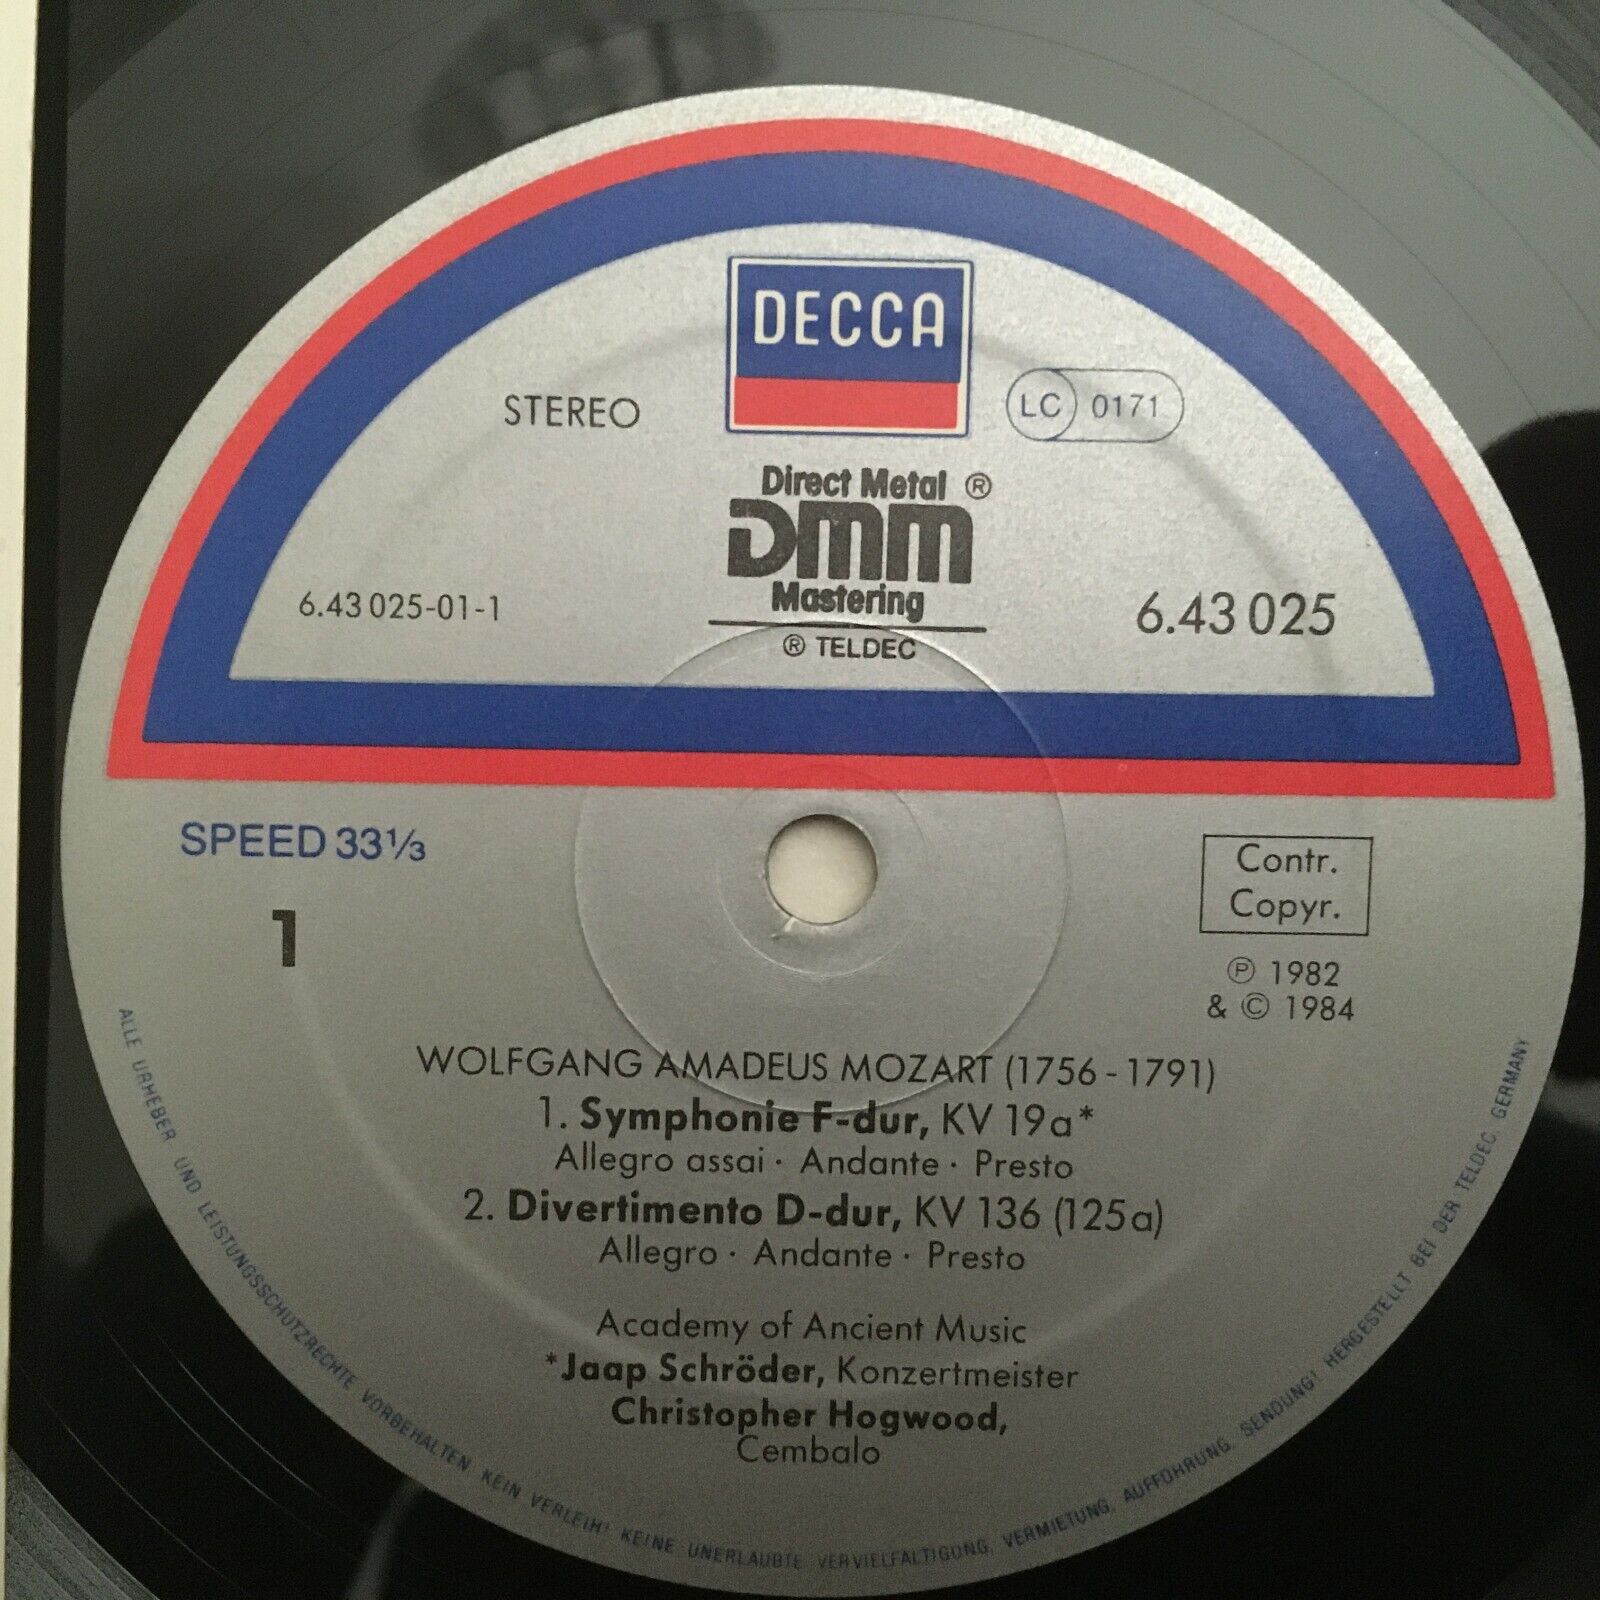 DECCA
STEREO
LC 0171
Direct Metal ®
DMM
Mastering
6.43 025-01-1
6.43 025
® TELDEC
SPEED 33⅓
1
Contr.
Copyr.
Ⓟ 1982
& © 1984
WOLFGANG AMADEUS MOZART (1756 - 1791)
1. Symphonie F-dur, KV 19a*
Allegro assai · Andante · Presto
2. Divertimento D-dur, KV 136 (125a)
Allegro · Andante · Presto
Academy of Ancient Music
*Jaap Schröder, Konzertmeister
Christopher Hogwood,
Cembalo
ALLE URHEBER UND LEISTUNGSSCHUTZRECHTE VORBEHALTEN KEIN VERLEIH! KEINE UNERLAUBTE VERVIELFÄLTIGUNG, VERMIETUNG, AUFFÜHRUNG, SENDUNG! HERGESTELLT BEI DER TELDEC, GERMANY